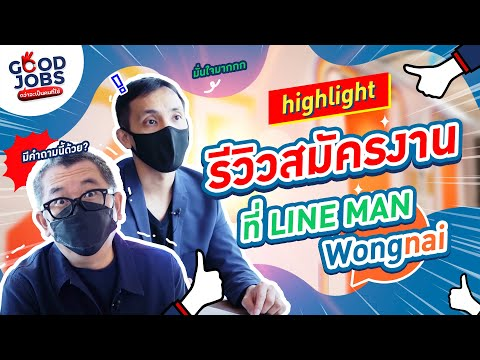 GOOD
JOBS
กว่าจะเป็นคนที่ใช่
มั่นใจมากกก
!
highlight
มีคำถามนี้ด้วย?
รีวิวสมัครงาน
ที่ LINE MAN
Wongnai